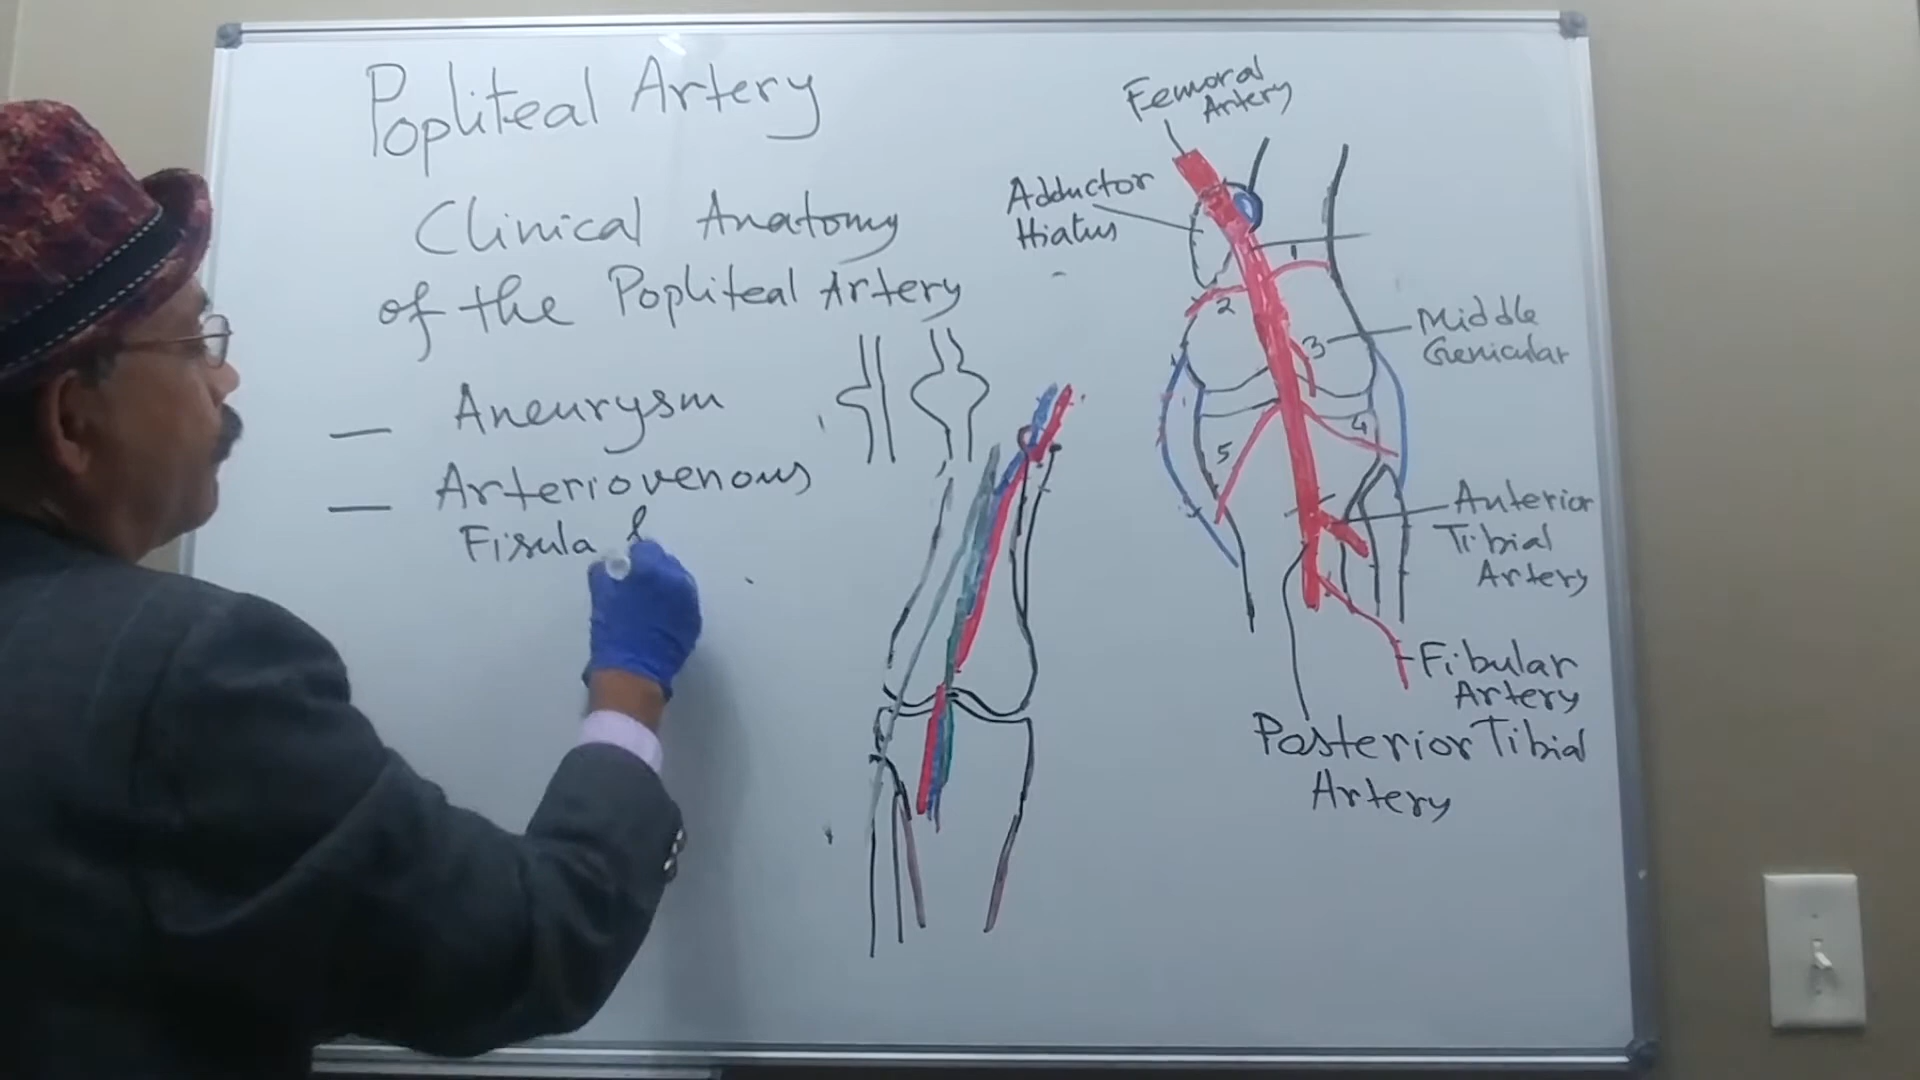 Popliteal Artery
Clinical Anatomy
of the Popliteal Artery
— Aneurysm
— Arteriovenous
Fisula &
Femoral
Artery
Adductor
Hiatus
1
2
3
Middle
Genicular
4
5
Anterior
Tibial
Artery
Fibular
Artery
Posterior Tibial
Artery